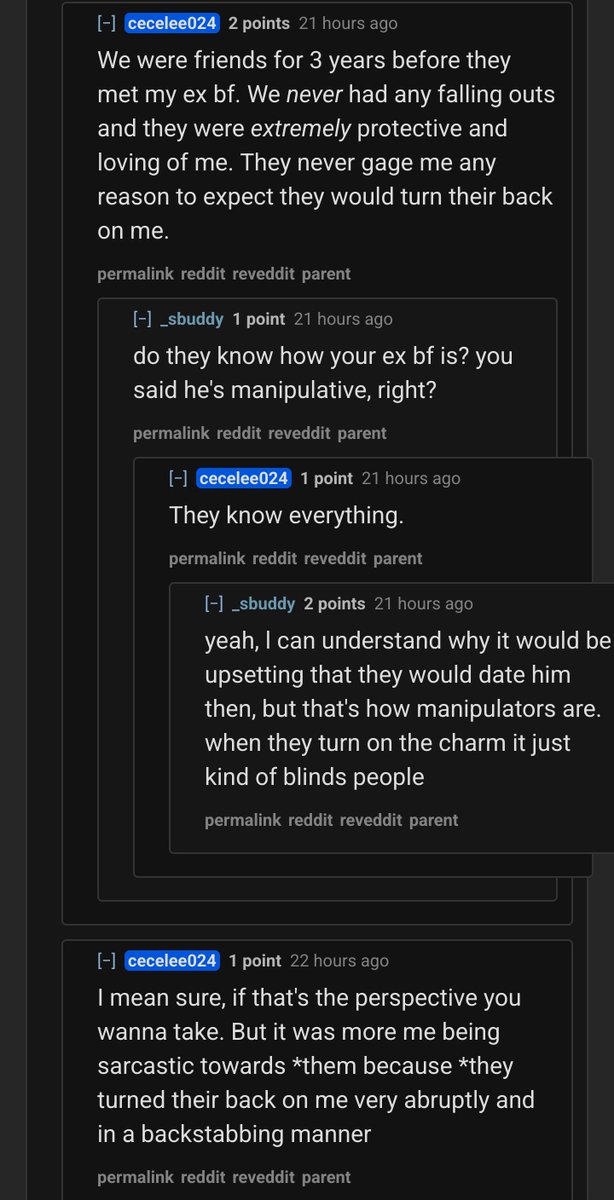 [-] cecelee024 2 points 21 hours ago
We were friends for 3 years before they
met my ex bf. We never had any falling outs
and they were extremely protective and
loving of me. They never gage me any
reason to expect they would turn their back
on me.
permalink reddit reveddit parent
[-] _sbuddy 1 point 21 hours ago
do they know how your ex bf is? you
said he's manipulative, right?
permalink reddit reveddit parent
[-] cecelee024 1 point 21 hours ago
They know everything.
permalink reddit reveddit parent
[-] _sbuddy 2 points 21 hours ago
yeah, I can understand why it would be
upsetting that they would date him
then, but that's how manipulators are.
when they turn on the charm it just
kind of blinds people
permalink reddit reveddit parent
[-] cecelee024 1 point 22 hours ago
I mean sure, if that's the perspective you
wanna take. But it was more me being
sarcastic towards *them because *they
turned their back on me very abruptly and
in a backstabbing manner
permalink reddit reveddit parent